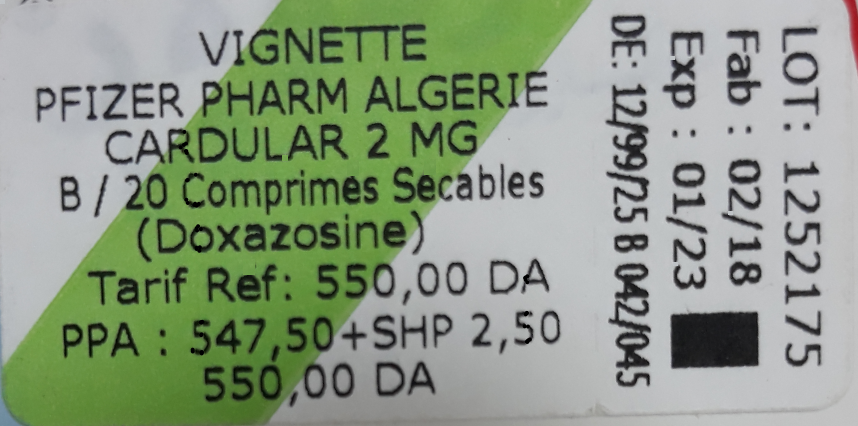 VIGNETTE
PFIZER PHARM ALGERIE
CARDULAR 2 MG
B / 20 Comprimes Secables
(Doxazosine)
Tarif Ref: 550,00 DA
PPA : 547,50+SHP 2,50
550,00 DA
LOT: 1252175
Fab : 02/18
Exp : 01/23
DE: 12/99/25 B 042/045